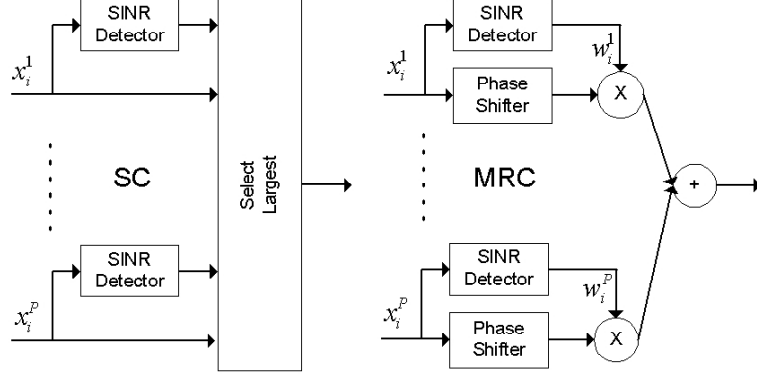 SINR
Detector
x_i^1
SC
Select
Largest
SINR
Detector
x_i^P
SINR
Detector
w_i^1
x_i^1
Phase
Shifter
X
MRC
+
SINR
Detector
w_i^P
x_i^P
Phase
Shifter
X